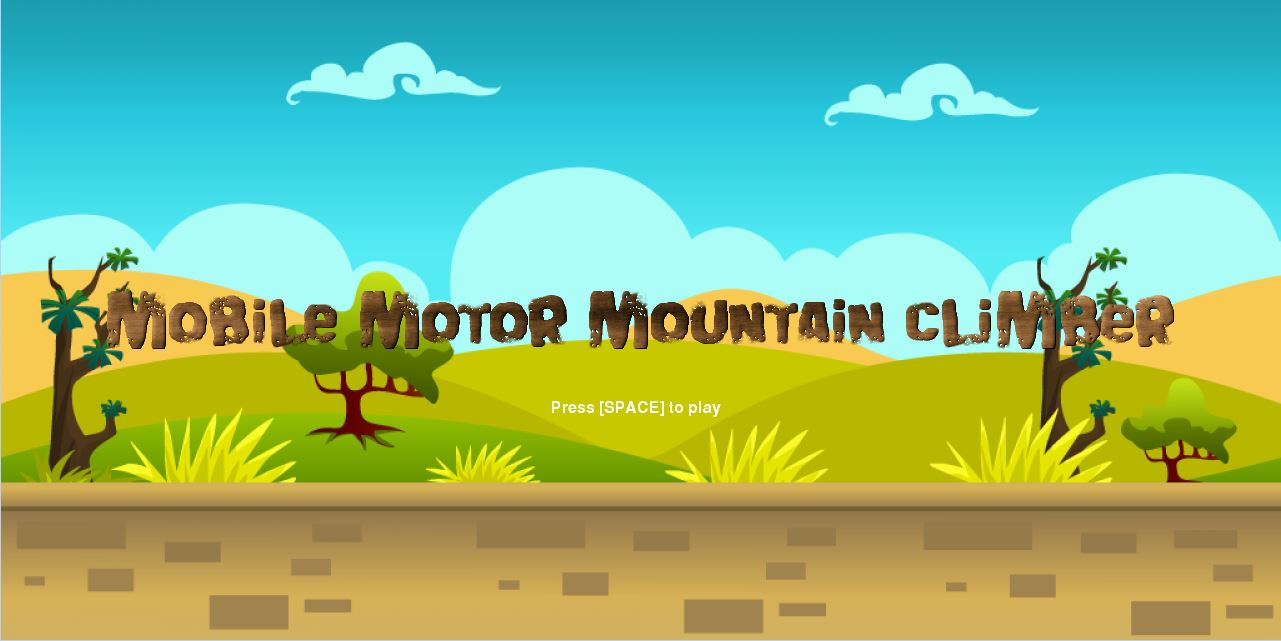 Mobile Motor Mountain cLiMBeR
Press [SPACE] to play